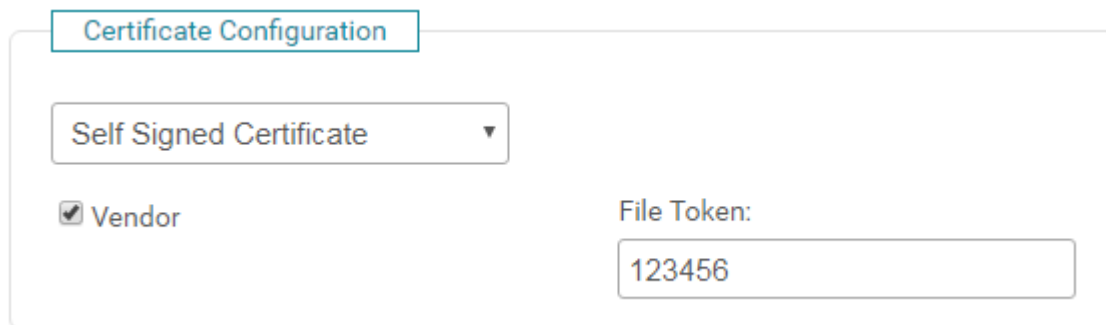 Certificate Configuration
Self Signed Certificate
Vendor
File Token:
123456